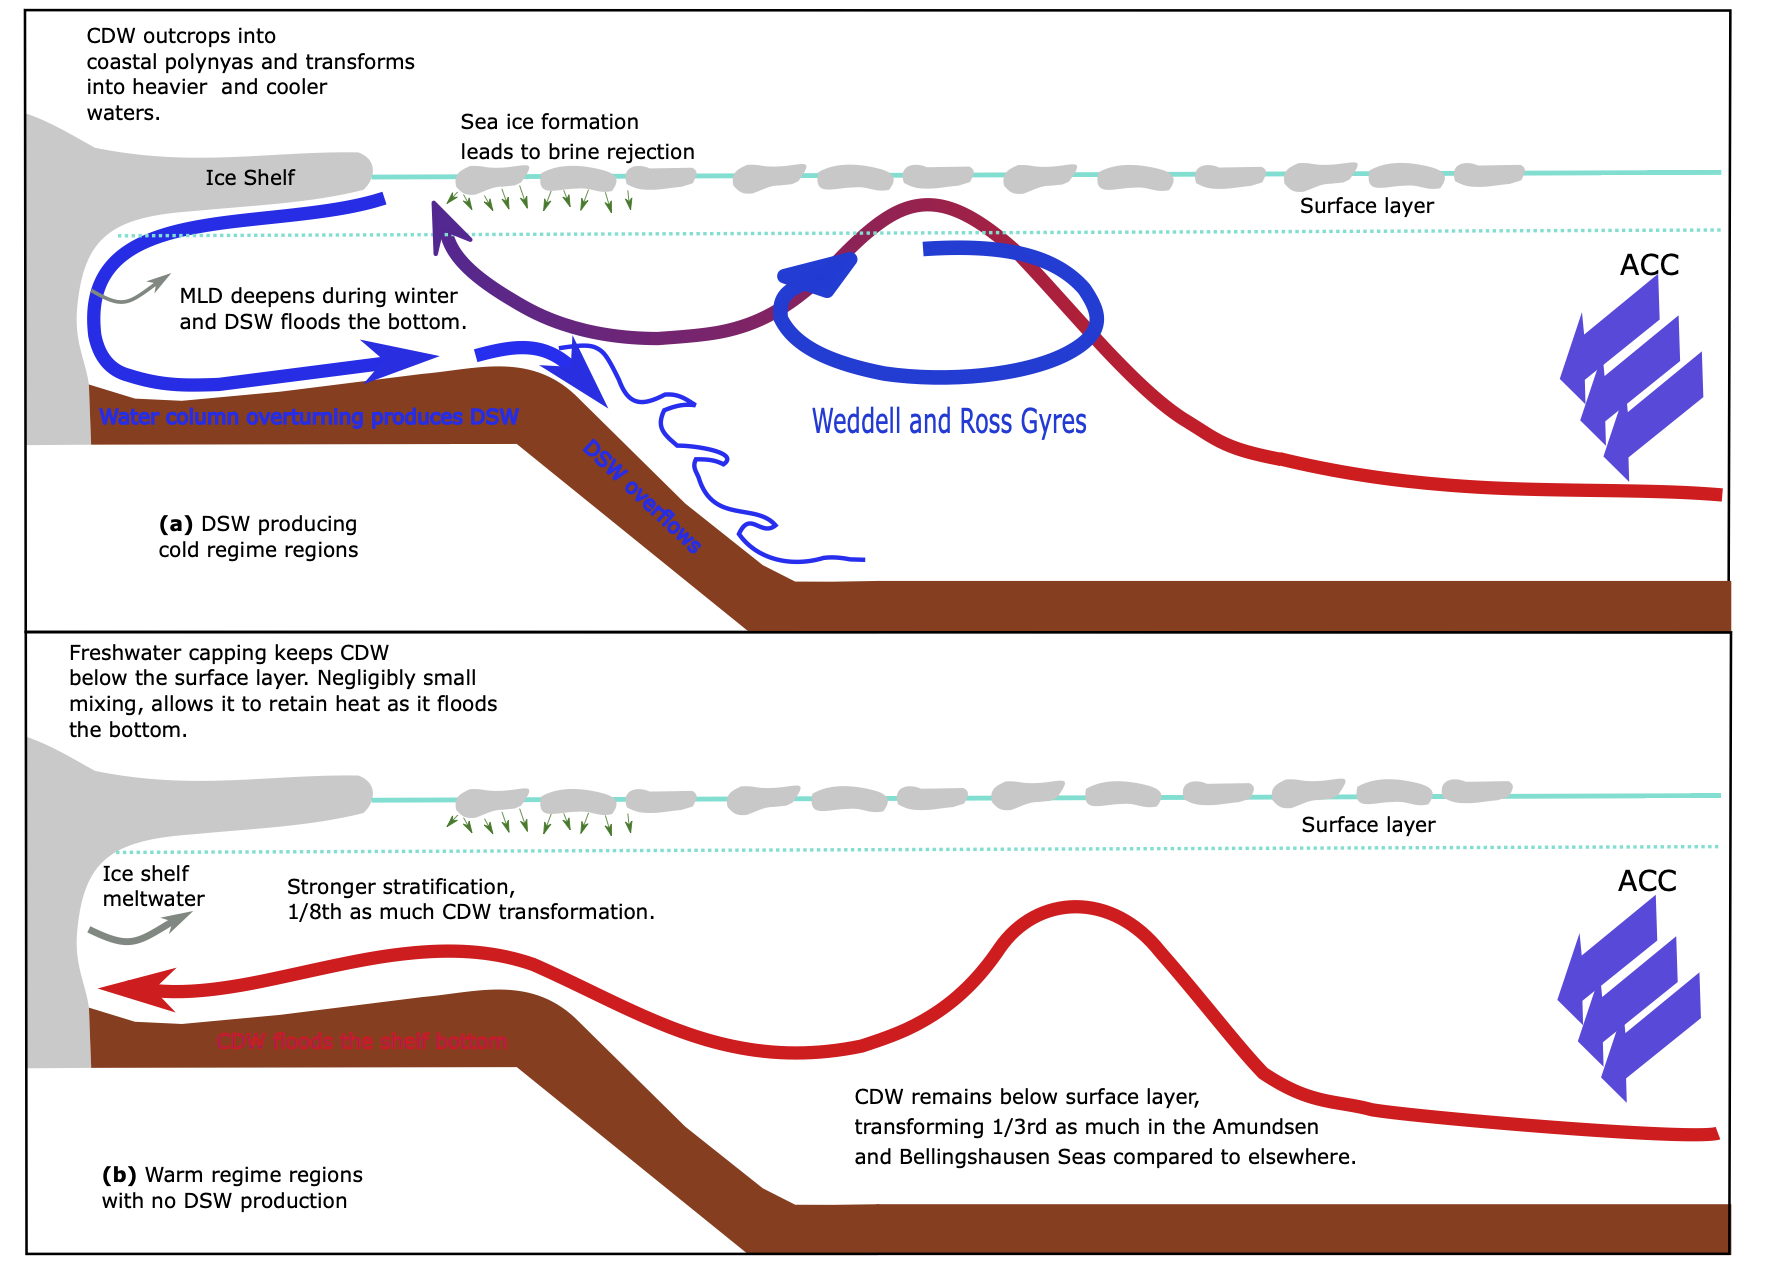 CDW outcrops into
coastal polynyas and transforms
into heavier  and cooler
waters.
Sea ice formation
leads to brine rejection
Ice Shelf
Surface layer
ACC
MLD deepens during winter
and DSW floods the bottom.
Water column overturning produces DSW
Weddell and Ross Gyres
DSW overflows
(a) DSW producing
cold regime regions
Freshwater capping keeps CDW
below the surface layer. Negligibly small
mixing, allows it to retain heat as it floods
the bottom.
Surface layer
Ice shelf
meltwater
Stronger stratification,
1/8th as much CDW transformation.
ACC
CDW floods the shelf bottom
CDW remains below surface layer,
transforming 1/3rd as much in the Amundsen
and Bellingshausen Seas compared to elsewhere.
(b) Warm regime regions
with no DSW production